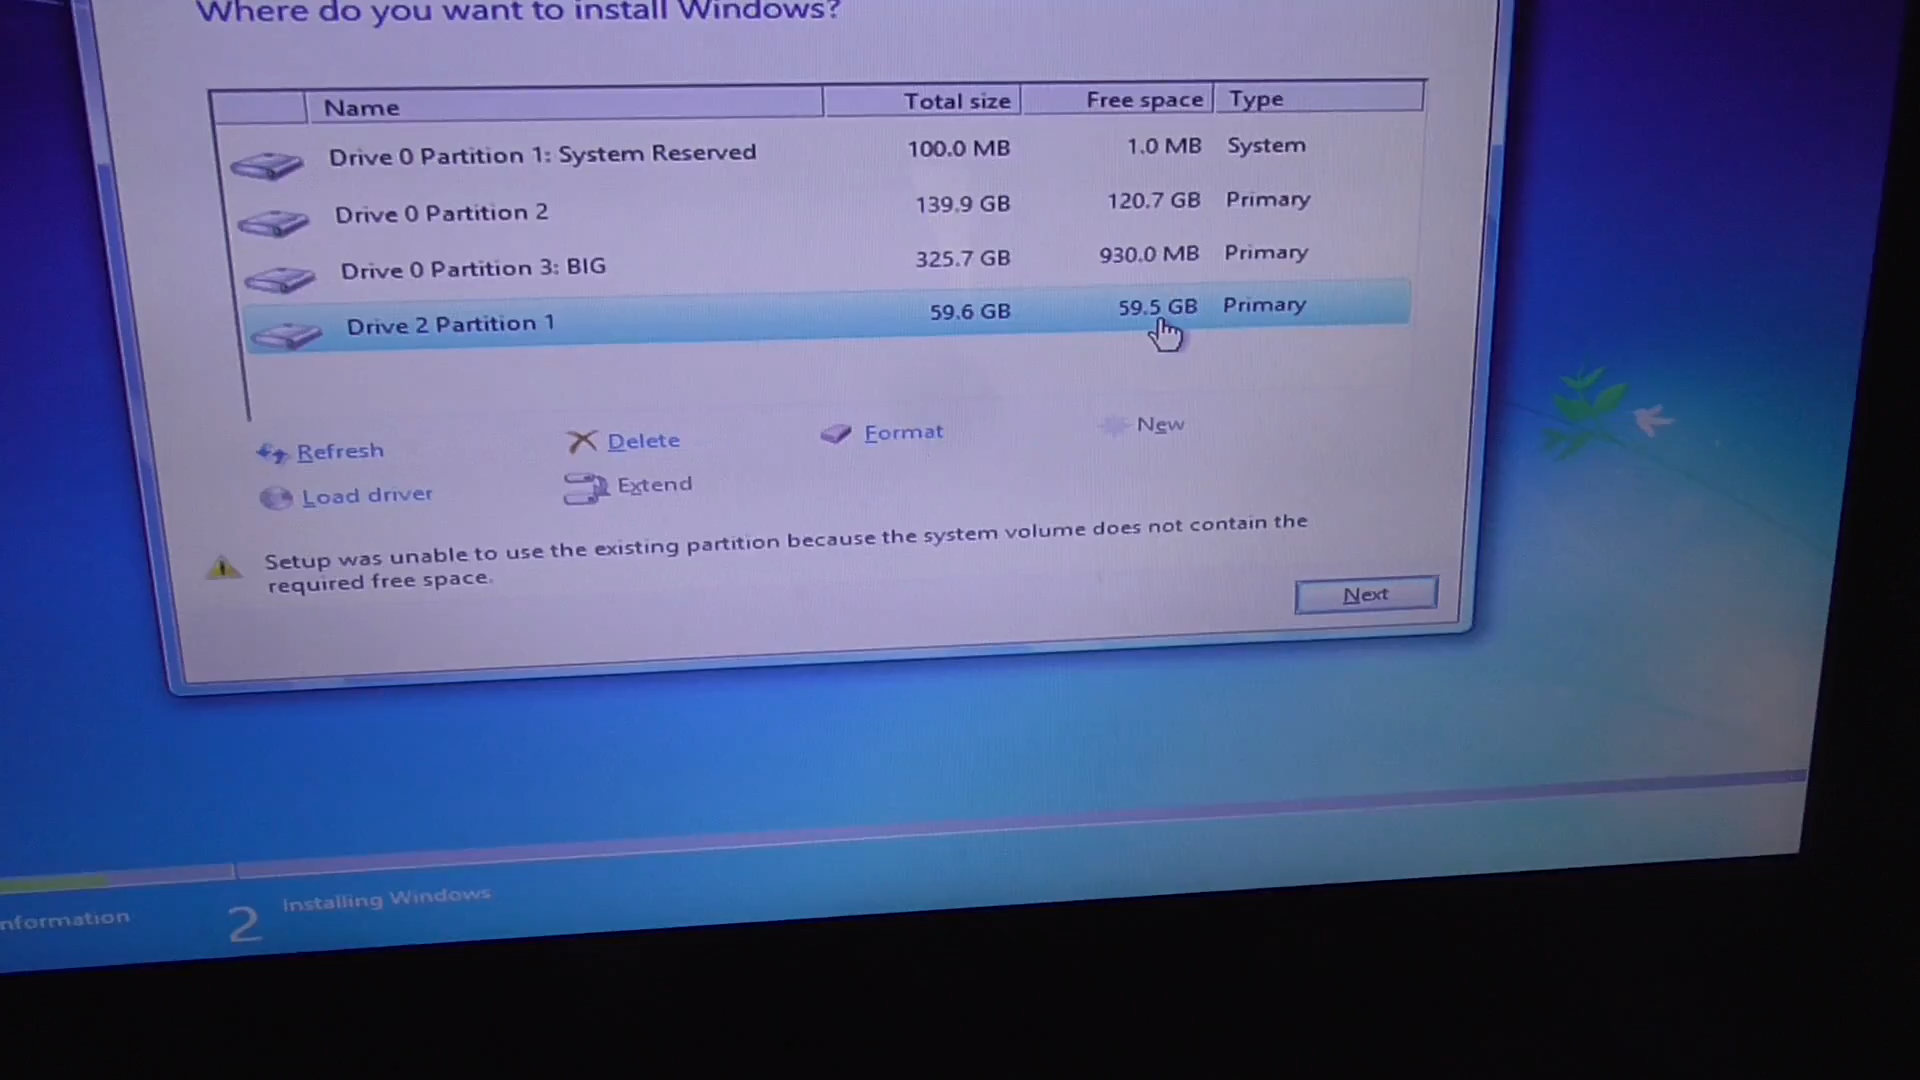 Where do you want to install Windows?
Name Total size Free space Type
Drive 0 Partition 1: System Reserved 100.0 MB 1.0 MB System
Drive 0 Partition 2 139.9 GB 120.7 GB Primary
Drive 0 Partition 3: BIG 325.7 GB 930.0 MB Primary
Drive 2 Partition 1 59.6 GB 59.5 GB Primary
Refresh Delete Format New
Load driver Extend
Setup was unable to use the existing partition because the system volume does not contain the
required free space.
Next
nformation 2 Installing Windows